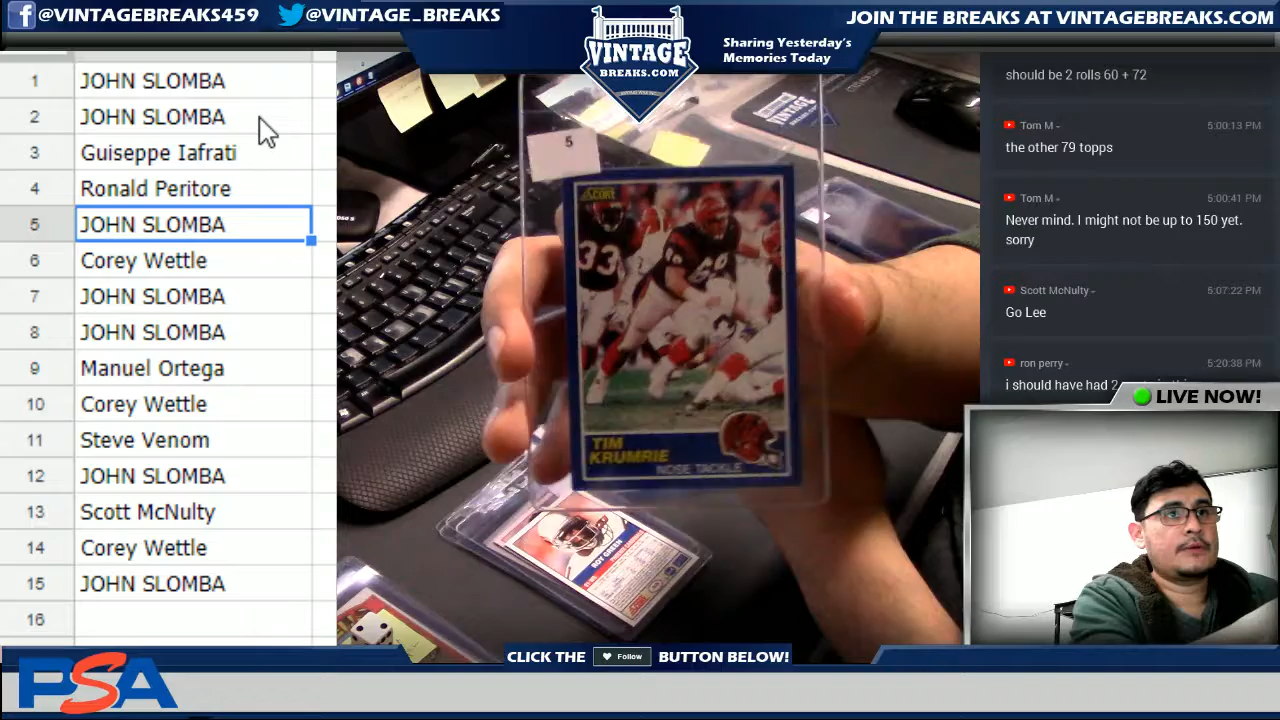 @VINTAGEBREAKS459
@VINTAGE_BREAKS
VINTAGE
BREAKS.COM
Sharing Yesterday's
Memories Today
JOIN THE BREAKS AT VINTAGEBREAKS.COM
1 JOHN SLOMBA
2 JOHN SLOMBA
3 Guiseppe Iafrati
4 Ronald Peritore
5 JOHN SLOMBA
6 Corey Wettle
7 JOHN SLOMBA
8 JOHN SLOMBA
9 Manuel Ortega
10 Corey Wettle
11 Steve Venom
12 JOHN SLOMBA
13 Scott McNulty
14 Corey Wettle
15 JOHN SLOMBA
16
5
SCORE
33
69
TIM
KRUMRIE
NOSE TACKLE
ROY GREEN
SCORE
should be 2 rolls 60 + 72
Tom M - 5:00:13 PM
the other 79 topps
Tom M - 5:00:41 PM
Never mind. I might not be up to 150 yet.
sorry
Scott McNulty - 5:07:22 PM
Go Lee
ron perry - 5:20:38 PM
i should have had 2
LIVE NOW!
CLICK THE Follow BUTTON BELOW!
PSA